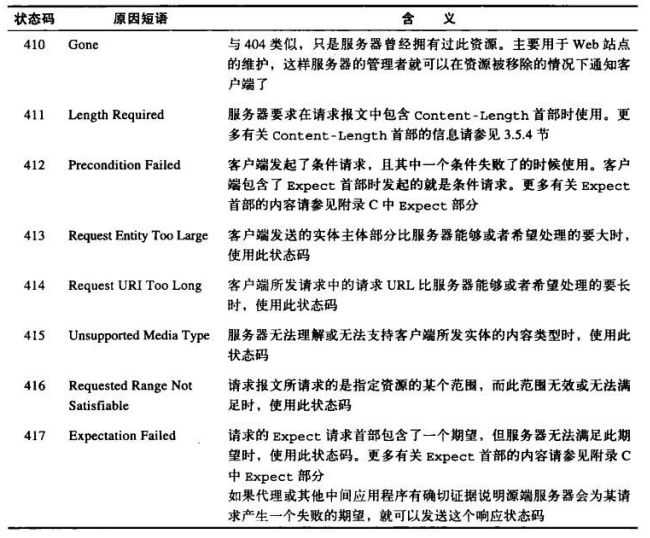 状态码 原因短语 含 义
410 Gone 与 404 类似，只是服务器曾经拥有过此资源。主要用于 Web 站点
的维护，这样服务器的管理者就可以在资源被移除的情况下通知客
户端了
411 Length Required 服务器要求在请求报文中包含 Content-Length 首部时使用。更
多有关 Content-Length 首部的信息请参见 3.5.4 节
412 Precondition Failed 客户端发起了条件请求，且其中一个条件失败了的时候使用。客户
端包含了 Expect 首部时发起的就是条件请求。更多有关 Expect
首部的内容请参见附录 C 中 Expect 部分
413 Request Entity Too Large 客户端发送的实体主体部分比服务器能够或者希望处理的要大时，
使用此状态码
414 Request URI Too Long 客户端所发请求中的请求 URL 比服务器能够或者希望处理的要长
时，使用此状态码
415 Unsupported Media Type 服务器无法理解或无法支持客户端所发实体的内容类型时，使用此
状态码
416 Requested Range Not 请求报文所请求的是指定资源的某个范围，而此范围无效或无法满
Satisfiable 足时，使用此状态码
417 Expectation Failed 请求的 Expect 请求首部包含了一个期望，但服务器无法满足此期
望时，使用此状态码。更多有关 Expect 首部的内容请参见附录 C
中 Expect 部分
如果代理或其他中间应用程序有确切证据说明源端服务器会为某请
求产生一个失败的期望，就可以发送这个响应状态码